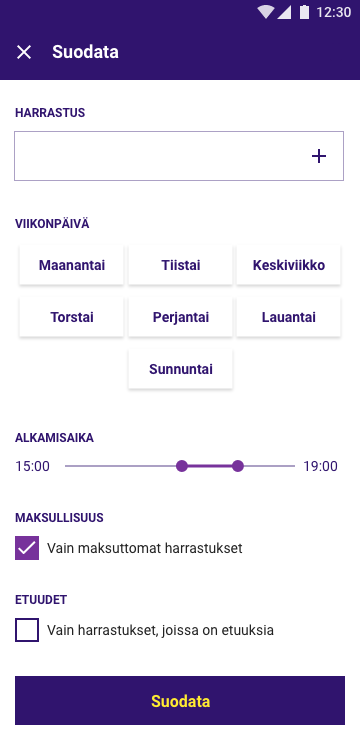 12:30
Suodata
HARRASTUS
VIIKONPÄIVÄ
Maanantai Tiistai Keskiviikko
Torstai Perjantai Lauantai
Sunnuntai
ALKAMISAIKA
15:00 19:00
MAKSULLISUUS
Vain maksuttomat harrastukset
ETUUDET
Vain harrastukset, joissa on etuuksia
Suodata